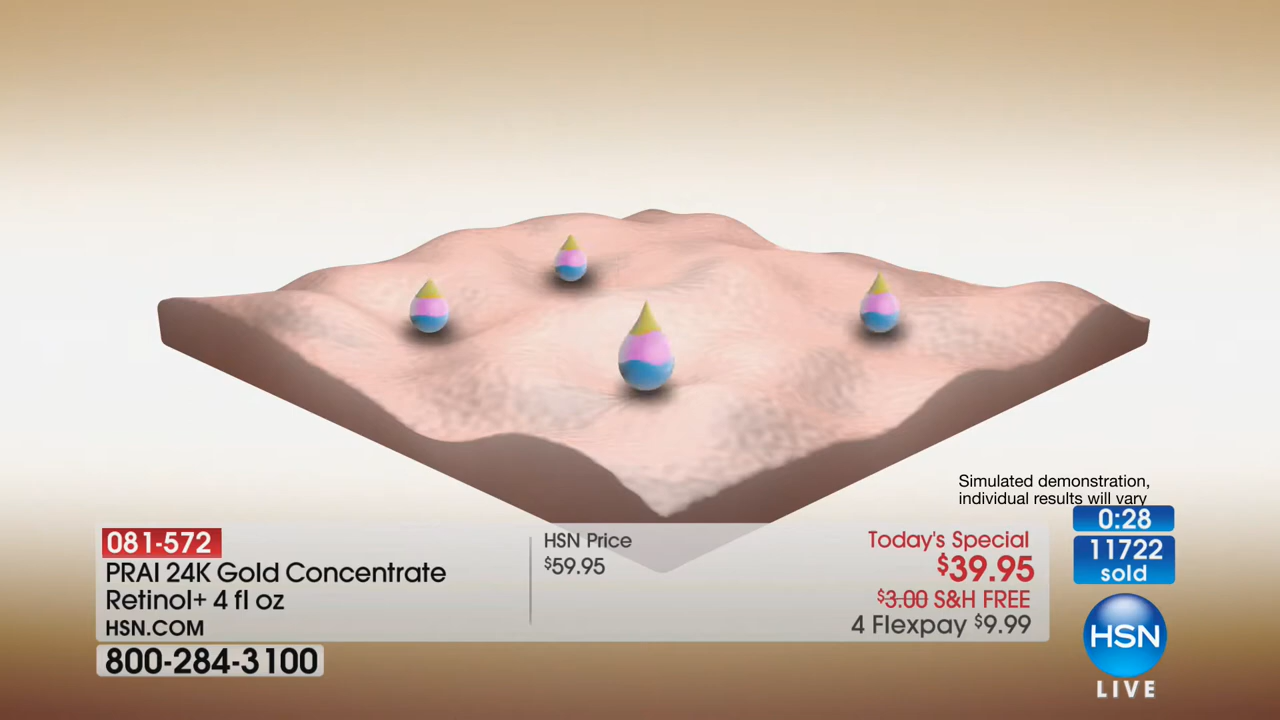 Simulated demonstration,
individual results will vary
0:28
11722
sold
081-572
PRAI 24K Gold Concentrate
Retinol+ 4 fl oz
HSN.COM
800-284-3100
HSN Price
$59.95
Today's Special
$39.95
$3.00 S&H FREE
4 Flexpay $9.99
HSN
LIVE